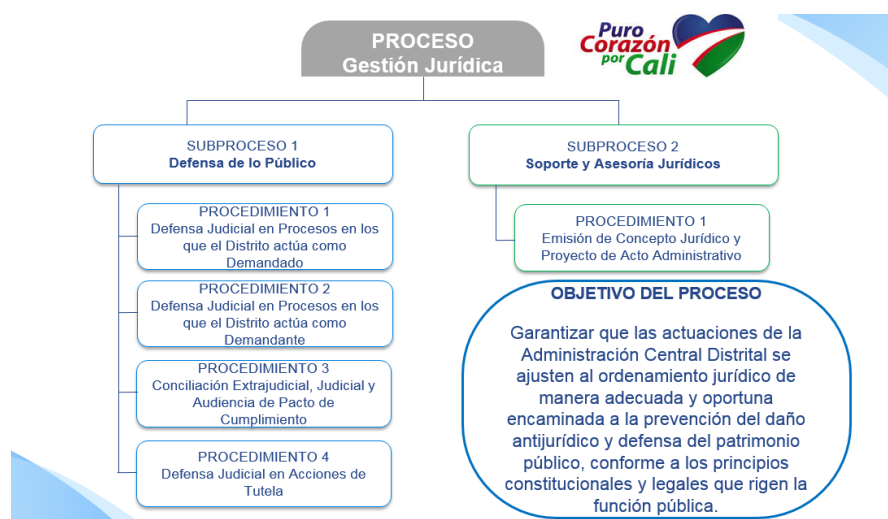 PROCESO
Gestión Jurídica
Puro
Corazón
por Cali
SUBPROCESO 1
Defensa de lo Público
PROCEDIMIENTO 1
Defensa Judicial en Procesos en los
que el Distrito actúa como
Demandado
PROCEDIMIENTO 2
Defensa Judicial en Procesos en los
que el Distrito actúa como
Demandante
PROCEDIMIENTO 3
Conciliación Extrajudicial, Judicial y
Audiencia de Pacto de
Cumplimiento
PROCEDIMIENTO 4
Defensa Judicial en Acciones de
Tutela
SUBPROCESO 2
Soporte y Asesoría Jurídicos
PROCEDIMIENTO 1
Emisión de Concepto Jurídico y
Proyecto de Acto Administrativo
OBJETIVO DEL PROCESO
Garantizar que las actuaciones de la
Administración Central Distrital se
ajusten al ordenamiento jurídico de
manera adecuada y oportuna
encaminada a la prevención del daño
antijurídico y defensa del patrimonio
público, conforme a los principios
constitucionales y legales que rigen la
función pública.